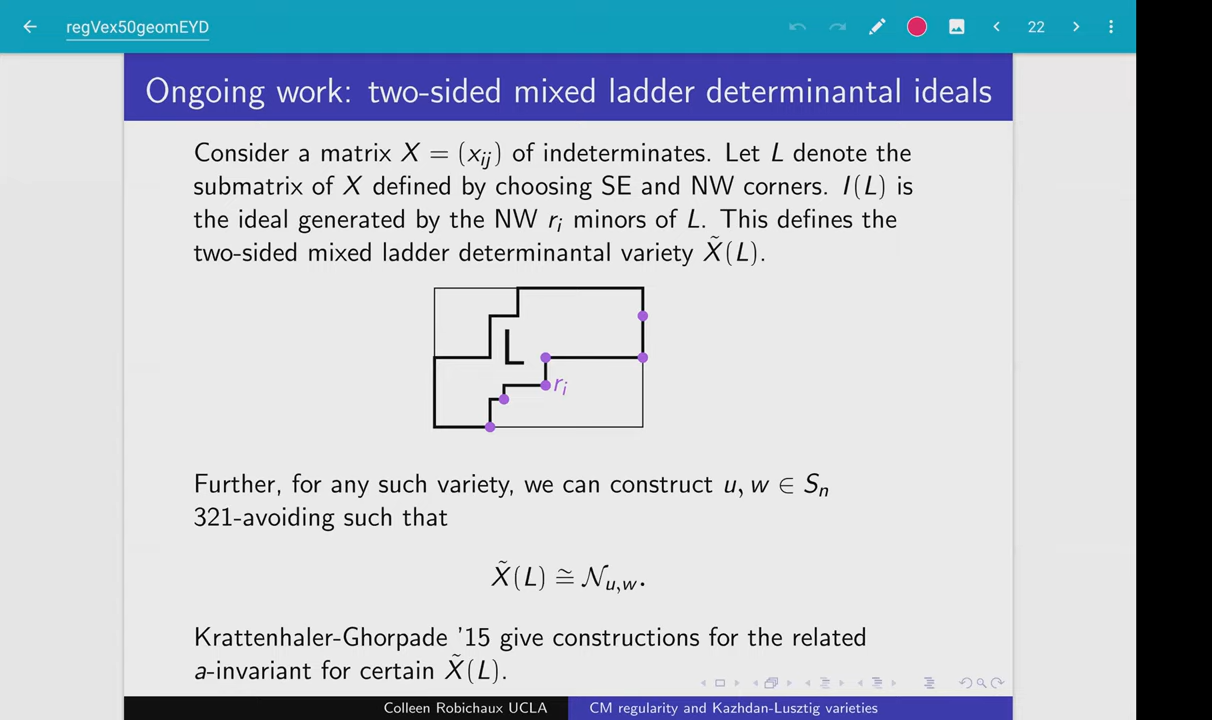 regVex50geomEYD
22
Ongoing work: two-sided mixed ladder determinantal ideals
Consider a matrix X = (x_{ij}) of indeterminates. Let L denote the
submatrix of X defined by choosing SE and NW corners. I(L) is
the ideal generated by the NW r_i minors of L. This defines the
two-sided mixed ladder determinantal variety X̃(L).
L
r_i
Further, for any such variety, we can construct u, w ∈ S_n
321-avoiding such that
X̃(L) ≅ 𝒩_{u,w}.
Krattenhaler-Ghorpade '15 give constructions for the related
a-invariant for certain X̃(L).
Colleen Robichaux UCLA
CM regularity and Kazhdan-Lusztig varieties